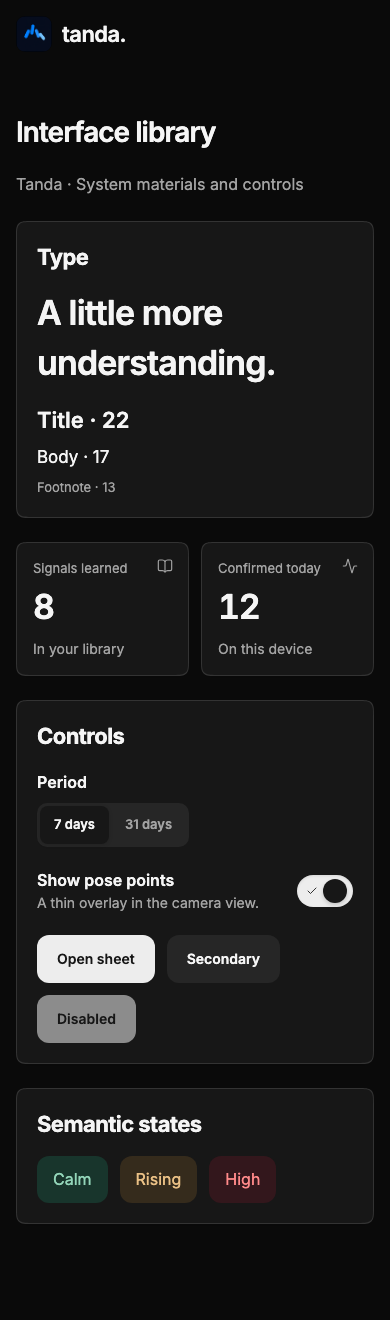 tanda.
Interface library
Tanda · System materials and controls
Type
A little more
understanding.
Title · 22
Body · 17
Footnote · 13
Signals learned
8
In your library
Confirmed today
12
On this device
Controls
Period
7 days 31 days
Show pose points
A thin overlay in the camera view.
Open sheet Secondary
Disabled
Semantic states
Calm Rising High